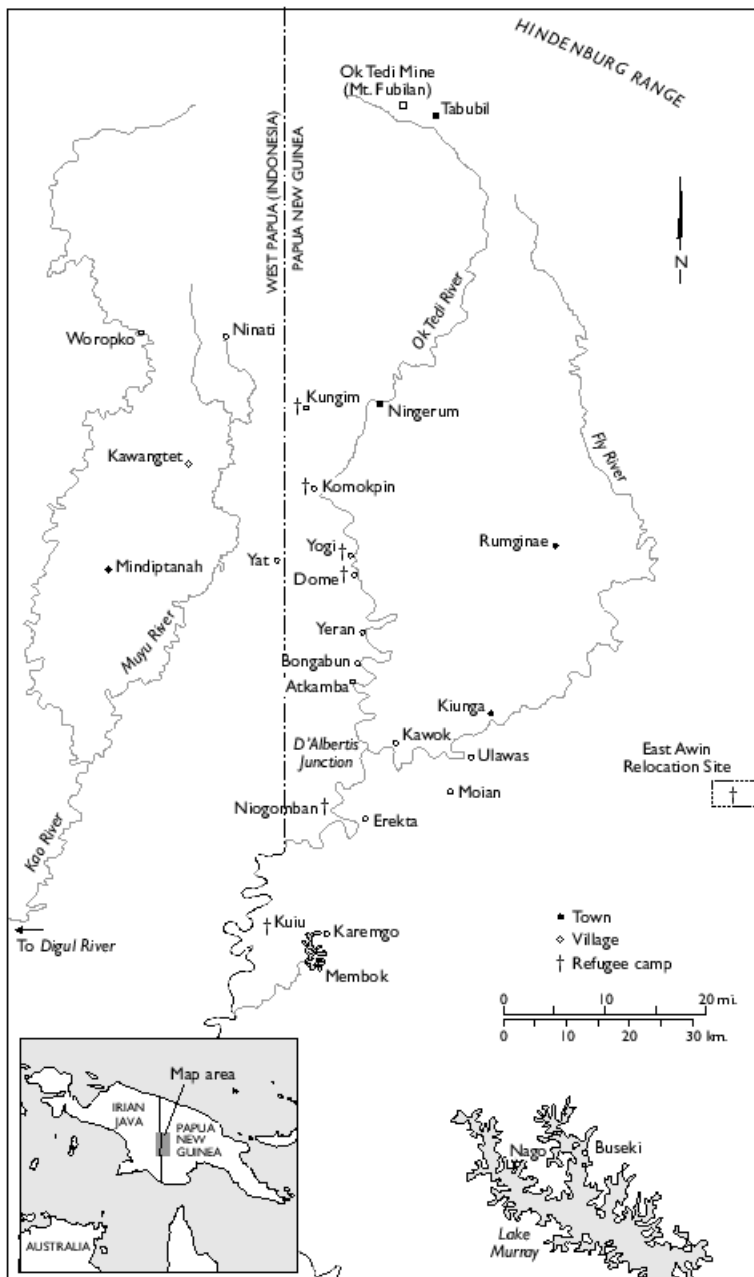 HINDENBURG RANGE
Ok Tedi Mine
(Mt. Fubilan)
Tabubil
WEST PAPUA (INDONESIA)
PAPUA NEW GUINEA
N
Ok Tedi River
Woropko
Ninati
Kungim
Ningerum
Fly River
Kawangtet
Komokpin
Yogi
Rumginae
Yat
Dome
Mindiptanah
Muyu River
Yeran
Bongabun
Atkamba
Kiunga
Kawok
D'Albertis
Junction
Ulawas
East Awin
Relocation Site
Moian
Niogomban
Erekta
Kao River
Kuiu
Karemgo
To Digul River
Membok
Town
Village
Refugee camp
0 10 20 mi.
0 10 20 30 km.
Map area
IRIAN
JAVA
PAPUA
NEW
GUINEA
AUSTRALIA
Nago
Buseki
Lake
Murray